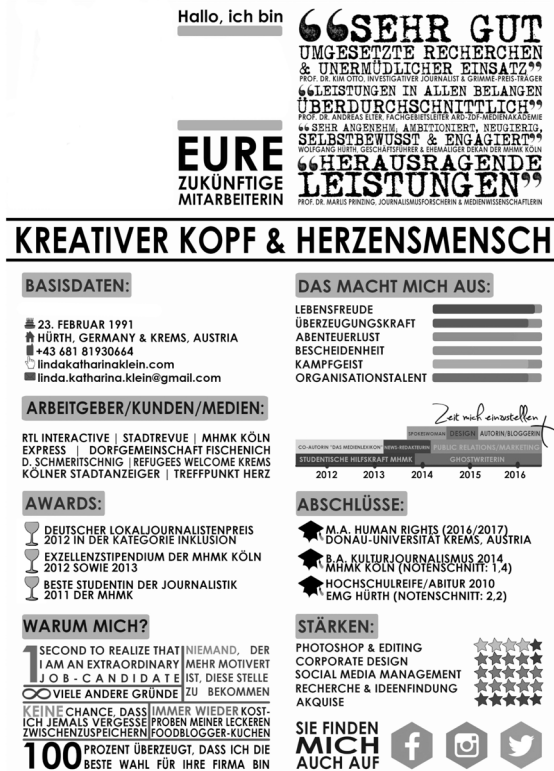 Hallo, ich bin
EURE
ZUKÜNFTIGE
MITARBEITERIN
“SEHR GUT
UMGESETZTE RECHERCHEN
& UNERMÜDLICHER EINSATZ”
PROF. DR. KIM OTTO, INVESTIGATIVER JOURNALIST & GRIMME-PREIS-TRÄGER
“LEISTUNGEN IN ALLEN BELANGEN
ÜBERDURCHSCHNITTLICH”
PROF. DR. ANDREAS ELTER, FACHGEBIETSLEITER ARD-ZDF-MEDIENAKADEMIE
“SEHR ANGENEHM, AMBITIONIERT, NEUGIERIG,
SELBSTBEWUSST & ENGAGIERT”
WOLFGANG HÜRTH, GESCHÄFTSFÜHRER & EHEMALIGER DEKAN DER MHMK KÖLN
“HERAUSRAGENDE
LEISTUNGEN”
PROF. DR. MARLIS PRINZING, JOURNALISMUSFORSCHERIN & MEDIENWISSENSCHAFTLERIN
KREATIVER KOPF & HERZENSMENSCH
BASISDATEN:
23. FEBRUAR 1991
HÜRTH, GERMANY & KREMS, AUSTRIA
+43 681 81930664
lindakatharinaklein.com
linda.katharina.klein@gmail.com
DAS MACHT MICH AUS:
LEBENSFREUDE
ÜBERZEUGUNGSKRAFT
ABENTEUERLUST
BESCHEIDENHEIT
KAMPFGEIST
ORGANISATIONSTALENT
ARBEITGEBER/KUNDEN/MEDIEN:
RTL INTERACTIVE | STADTREVUE | MHMK KÖLN
EXPRESS | DORFGEMEINSCHAFT FISCHENICH
D. SCHMERITSCHNIG |REFUGEES WELCOME KREMS
KÖLNER STADTANZEIGER | TREFFPUNKT HERZ
Zeit mich einzustellen
SPOKESWOMAN DESIGN AUTORIN/BLOGGERIN
CO-AUTORIN "DAS MEDIENLEXIKON" NEWS-REDAKTEURIN PUBLIC RELATIONS/MARKETING
STUDENTISCHE HILFSKRAFT MHMK GHOSTWRITERIN
2012 2013 2014 2015 2016
AWARDS:
DEUTSCHER LOKALJOURNALISTENPREIS
2012 IN DER KATEGORIE INKLUSION
EXZELLENZSTIPENDIUM DER MHMK KÖLN
2012 SOWIE 2013
BESTE STUDENTIN DER JOURNALISTIK
2011 DER MHMK
ABSCHLÜSSE:
M.A. HUMAN RIGHTS (2016/2017)
DONAU-UNIVERSITÄT KREMS, AUSTRIA
B.A. KULTURJOURNALISMUS 2014
MHMK KÖLN (NOTENSCHNITT: 1,4)
HOCHSCHULREIFE/ABITUR 2010
EMG HÜRTH (NOTENSCHNITT: 2,2)
WARUM MICH?
1 SECOND TO REALIZE THAT
I AM AN EXTRAORDINARY
JOB-CANDIDATE
∞ VIELE ANDERE GRÜNDE
NIEMAND, DER
MEHR MOTIVERT
IST, DIESE STELLE
ZU BEKOMMEN
KEINE CHANCE, DASS
ICH JEMALS VERGESSE
ZWISCHENZUSPEICHERN
IMMER WIEDER KOST-
PROBEN MEINER LECKEREN
FOODBLOGGER-KUCHEN
100 PROZENT ÜBERZEUGT, DASS ICH DIE
BESTE WAHL FÜR IHRE FIRMA BIN
STÄRKEN:
PHOTOSHOP & EDITING
CORPORATE DESIGN
SOCIAL MEDIA MANAGEMENT
RECHERCHE & IDEENFINDUNG
AKQUISE
SIE FINDEN
MICH
AUCH AUF